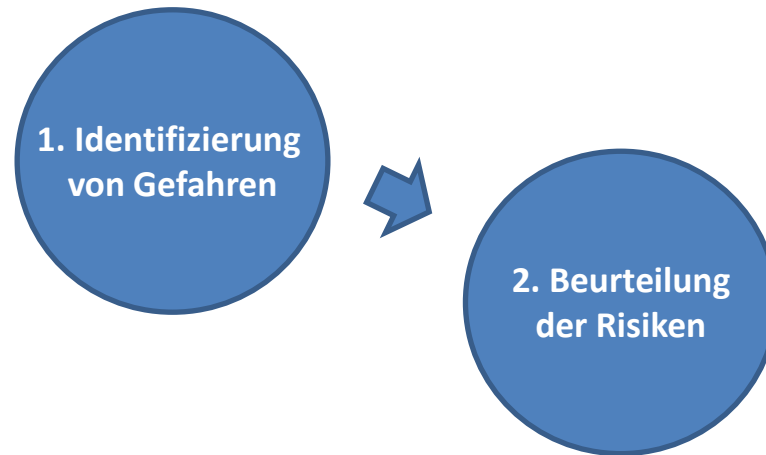 1. Identifizierung
von Gefahren
2. Beurteilung
der Risiken